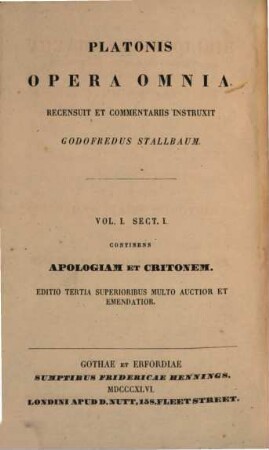 PLATONIS
OPERA OMNIA.
RECENSUIT ET COMMENTARIIS INSTRUXIT
GODOFREDUS STALLBAUM.
VOL. I. SECT. I.
CONTINENS
APOLOGIAM ET CRITONEM.
EDITIO TERTIA SUPERIORIBUS MULTO AUCTIOR ET
EMENDATIOR.
GOTHAE ET ERFORDIAE
SUMPTIBUS FRIDERICAE HENNINGS.
MDCCCXLVI.
LONDINI APUD D. NUTT, 158, FLEET STREET.